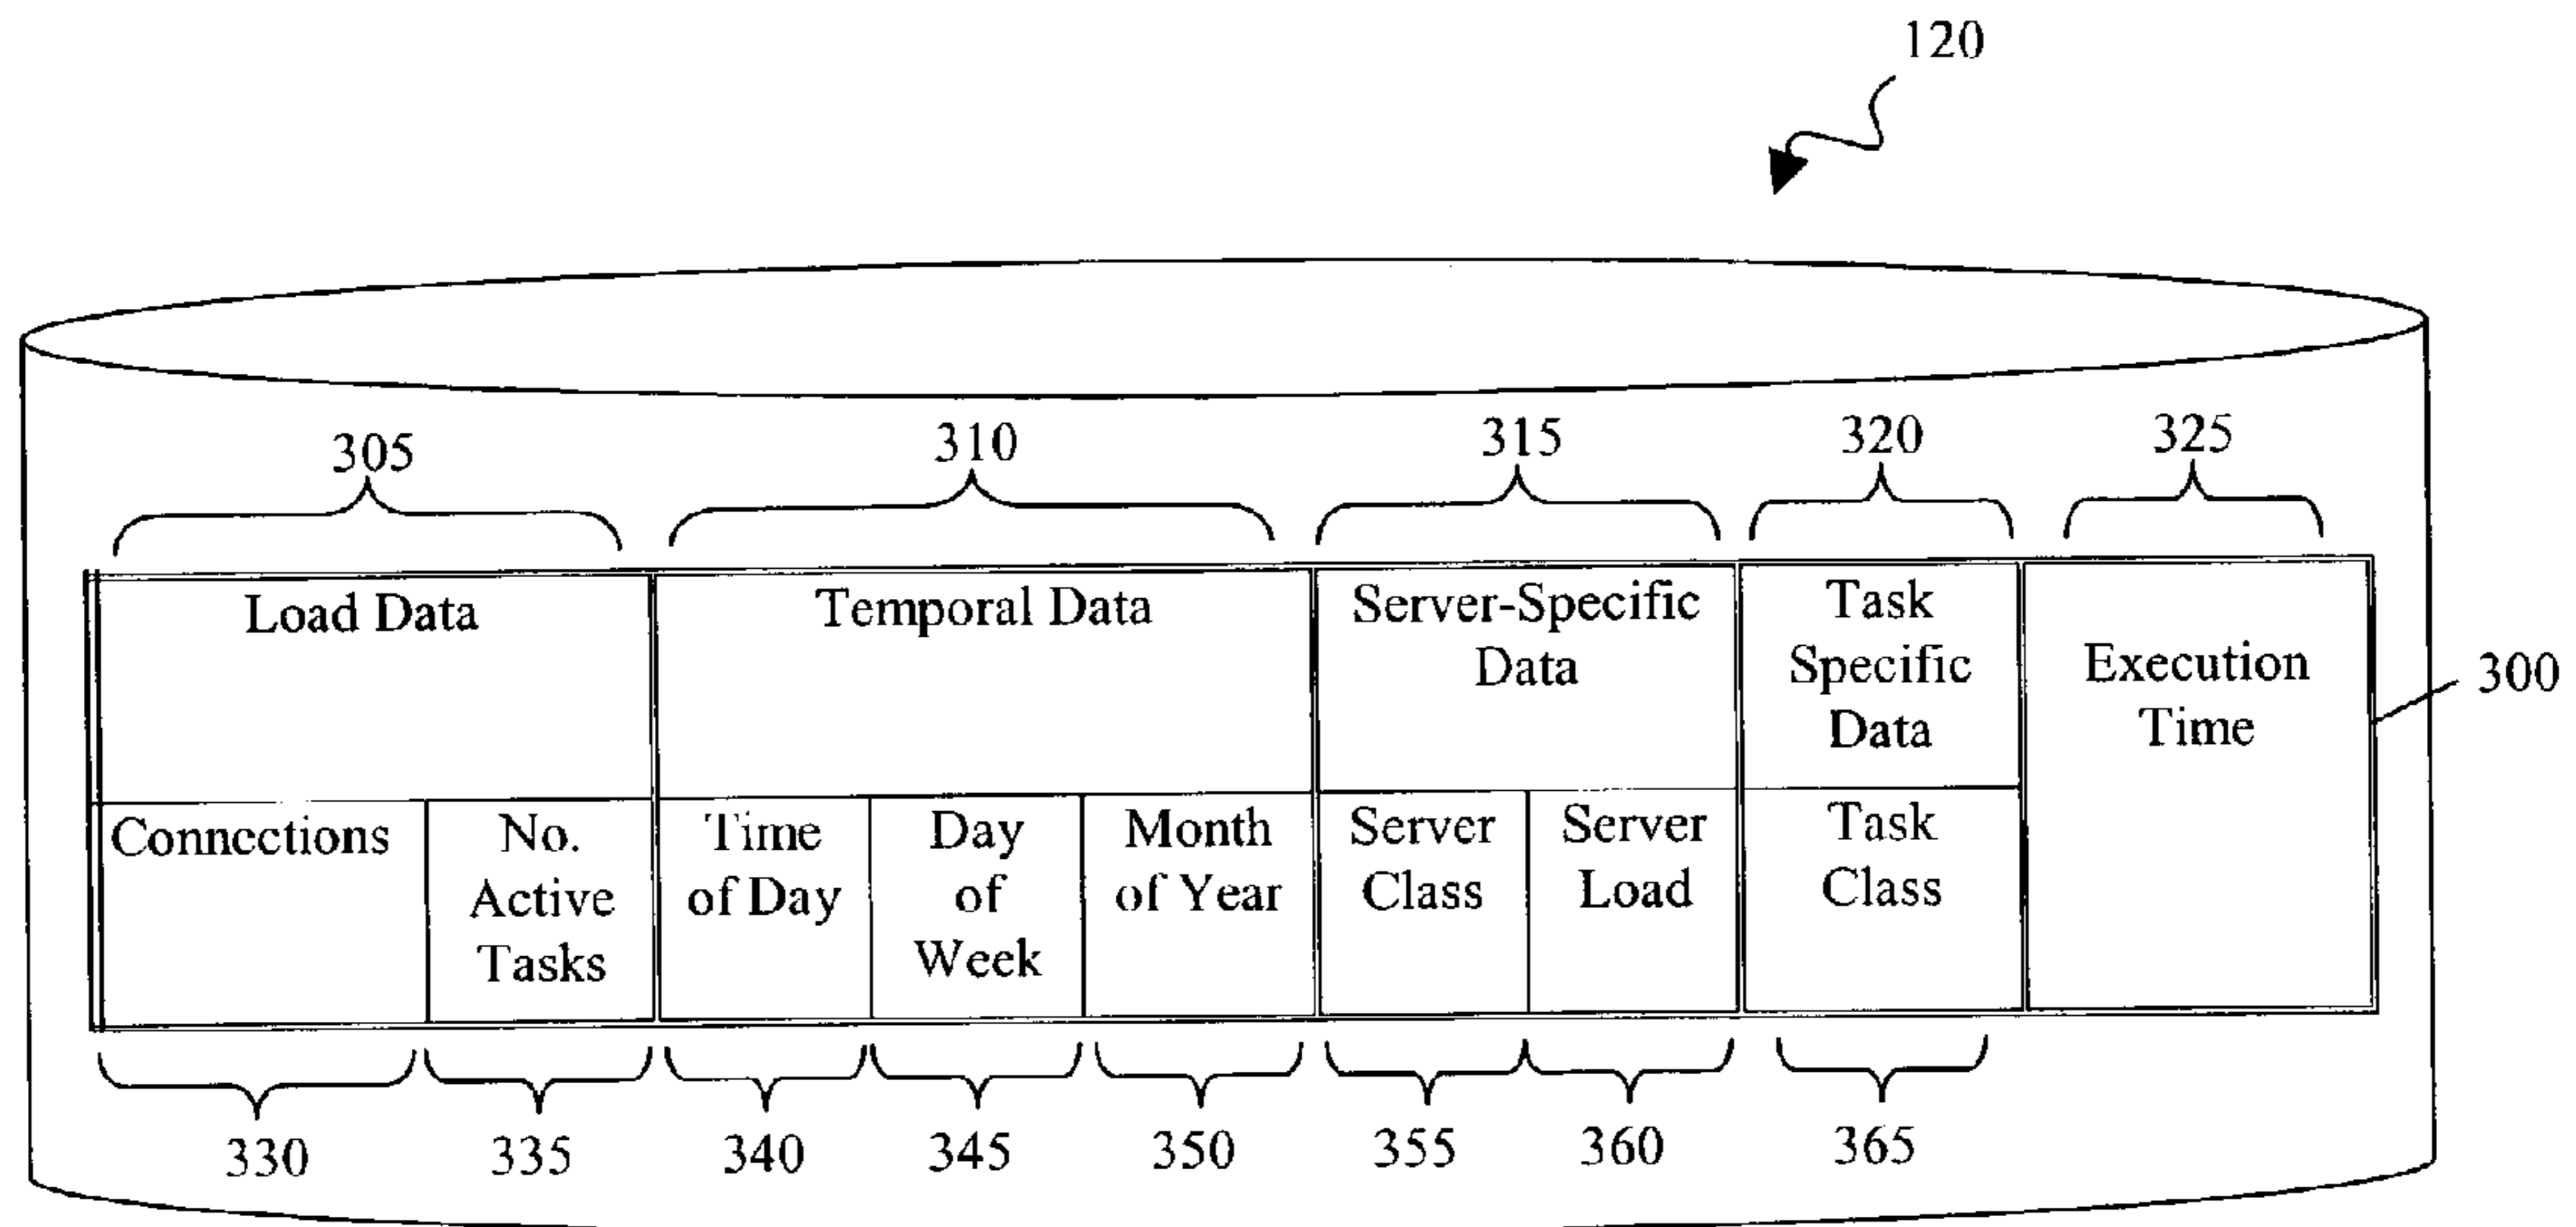 120
305
310
315
320
325
Load Data
Temporal Data
Server-Specific
Data
Task
Specific
Data
Execution
Time
300
Connections
No.
Active
Tasks
Time
of Day
Day
of
Week
Month
of Year
Server
Class
Server
Load
Task
Class
330
335
340
345
350
355
360
365